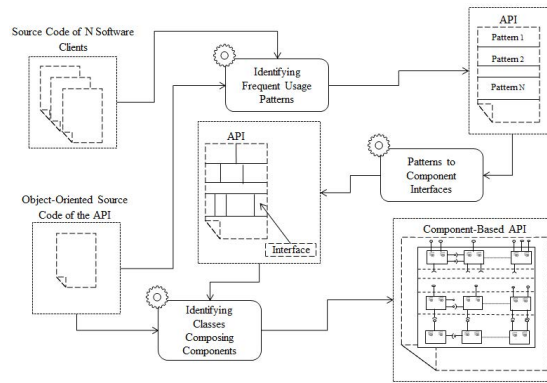 Source Code of N Software
Clients
Identifying
Frequent Usage
Patterns
API
Pattern 1
Pattern 2
Pattern N
API
Interface
Patterns to
Component
Interfaces
Object-Oriented Source
Code of the API
Identifying
Classes
Composing
Components
Component-Based API